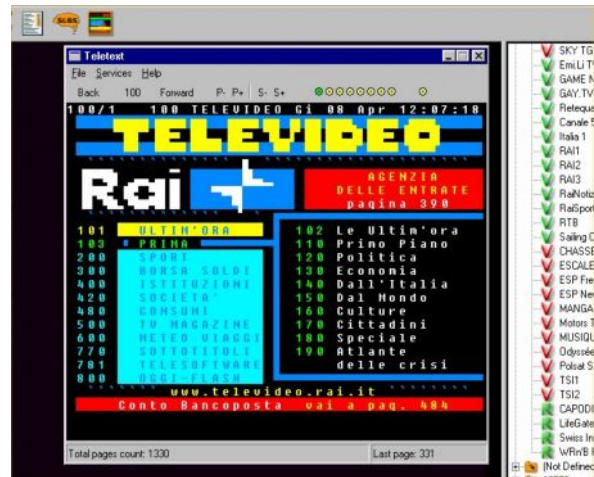 SLBS
Teletext
File Services Help
Back 100 Forward P- P+ S- S+
100/1 100 TELEVIDEO Gi 08 Apr 12:07:18
TELEVIDEO
Rai
AGENZIA
DELLE ENTRATE
pagina 390
101 ULTIM'ORA
103 PRIMA
200 SPORT
300 BORSA SOLDI
400 ISTITUZIONI
420 SOCIETA'
480 CONSUMI
500 TV MAGAZINE
600 METEO VIAGGI
770 SOTTOTITOLI
781 TELESOFTWARE
800 OGGI-FLASH
102 Le Ultim'ora
110 Primo Piano
120 Politica
130 Economia
140 Dall'Italia
150 Dal Mondo
160 Culture
170 Cittadini
180 Speciale
190 Atlante
delle crisi
www.televideo.rai.it
Conto Bancoposta vai a pag. 484
Total pages count: 1330
Last page: 331
SKY TG
Emi.Li T
GAME N
GAY.TV
Retequa
Canale 5
Italia 1
RAI1
RAI2
RAI3
RaiNotiz
RaiSport
RTB
Sailing C
CHASSE
ESCALE
ESP Fre
ESP Nev
MANGA
Motors T
MUSIQU
Odyssée
Polsat S
TSI1
TSI2
CAPODI
LifeGate
Swiss In
WRn'B
[Not Defined